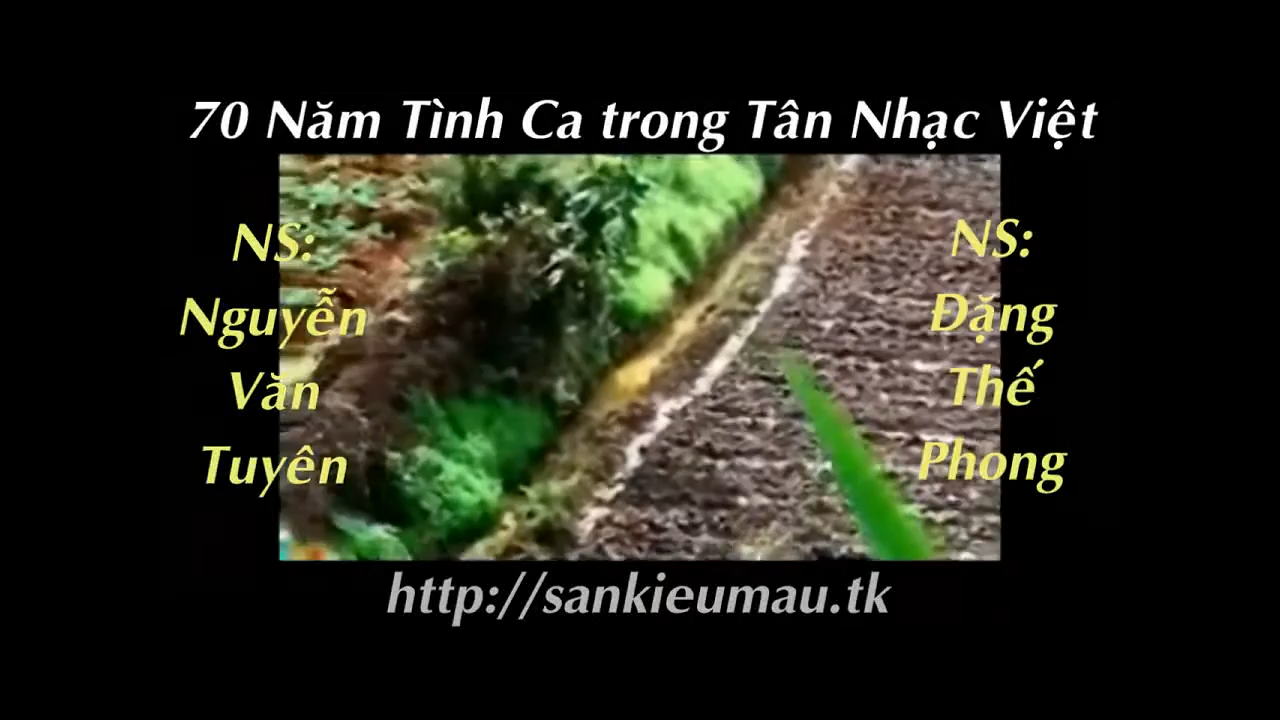 70 Năm Tình Ca trong Tân Nhạc Việt
NS:
Nguyễn
Văn
Tuyên
NS:
Đặng
Thế
Phong
http://sankieumau.tk